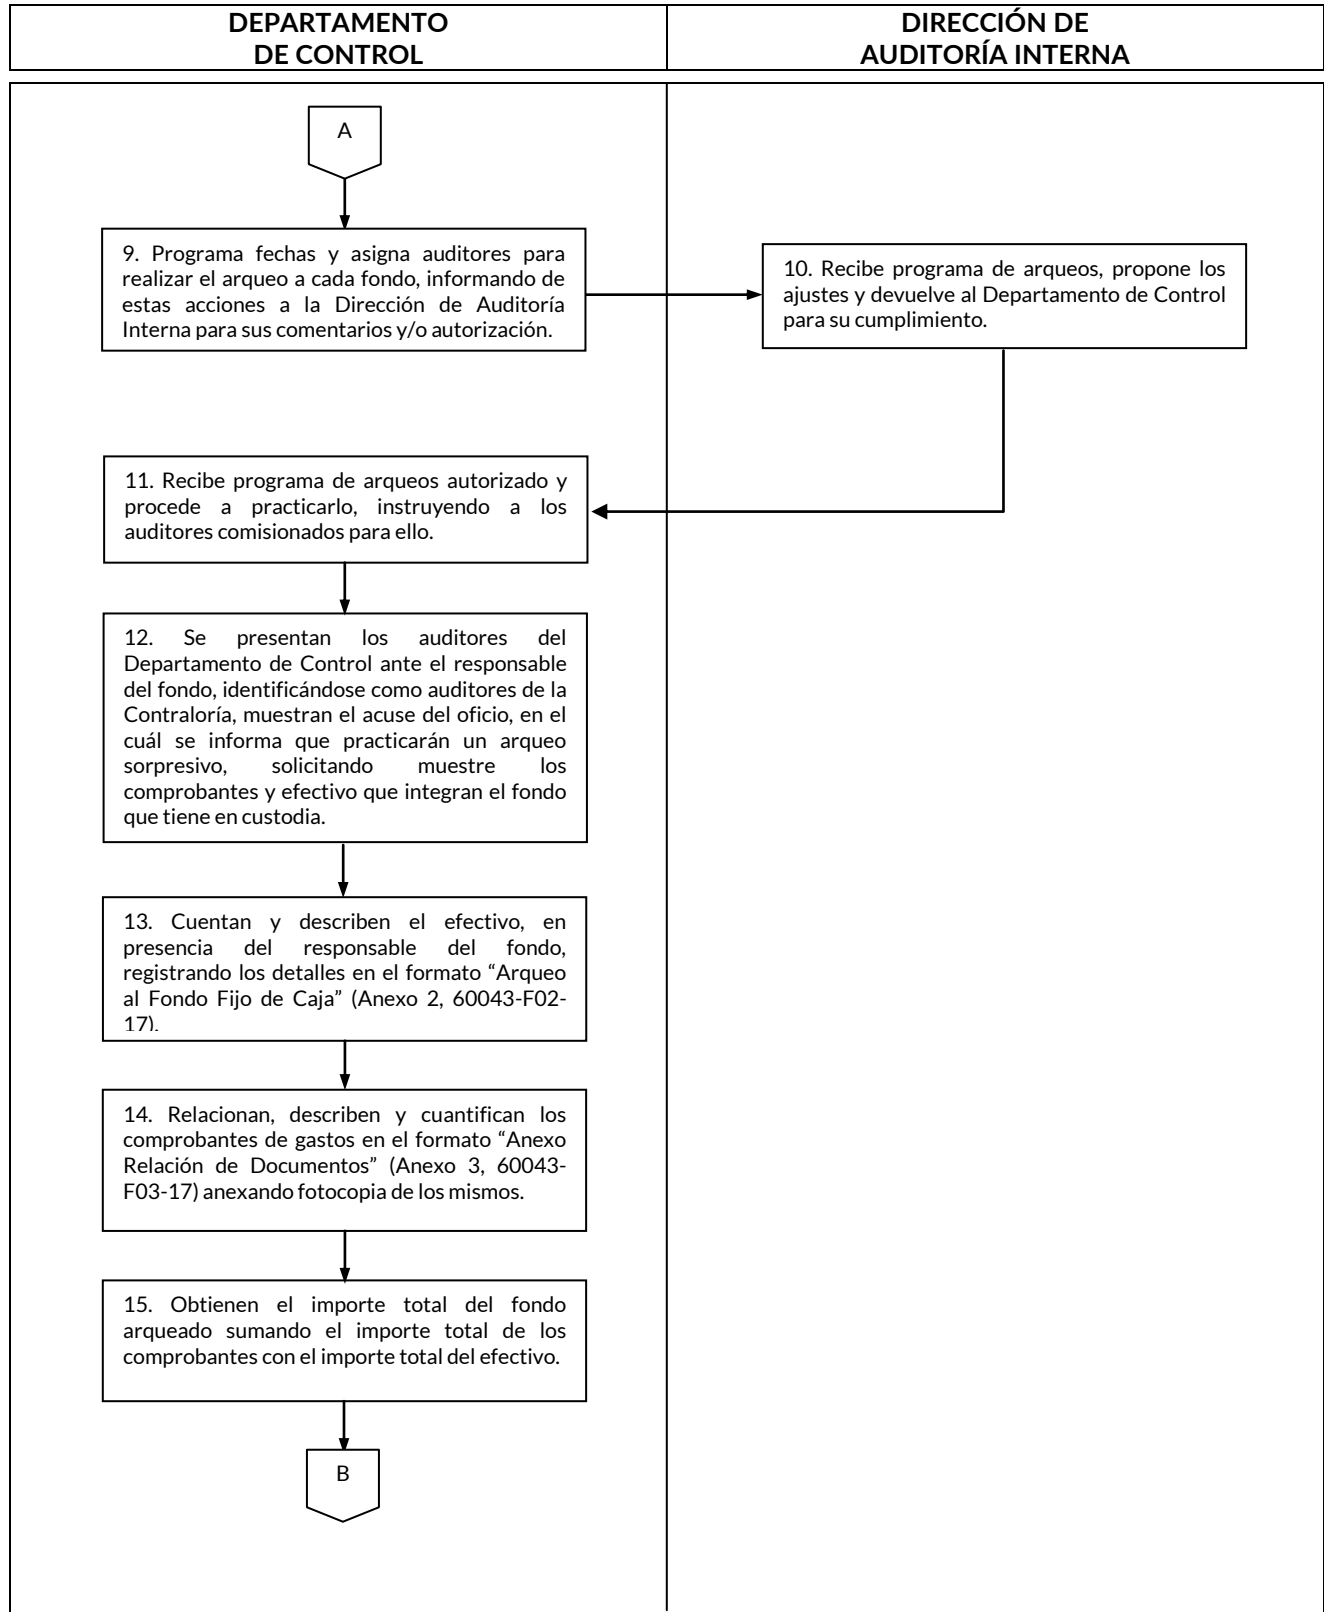 DEPARTAMENTO
DE CONTROL
DIRECCIÓN DE
AUDITORÍA INTERNA
A
9. Programa fechas y asigna auditores para
realizar el arqueo a cada fondo, informando de
estas acciones a la Dirección de Auditoría
Interna para sus comentarios y/o autorización.
10. Recibe programa de arqueos, propone los
ajustes y devuelve al Departamento de Control
para su cumplimiento.
11. Recibe programa de arqueos autorizado y
procede a practicarlo, instruyendo a los
auditores comisionados para ello.
12. Se presentan los auditores del
Departamento de Control ante el responsable
del fondo, identificándose como auditores de la
Contraloría, muestran el acuse del oficio, en el
cuál se informa que practicarán un arqueo
sorpresivo, solicitando muestre los
comprobantes y efectivo que integran el fondo
que tiene en custodia.
13. Cuentan y describen el efectivo, en
presencia del responsable del fondo,
registrando los detalles en el formato “Arqueo
al Fondo Fijo de Caja” (Anexo 2, 60043-F02-
17).
14. Relacionan, describen y cuantifican los
comprobantes de gastos en el formato “Anexo
Relación de Documentos” (Anexo 3, 60043-
F03-17) anexando fotocopia de los mismos.
15. Obtienen el importe total del fondo
arqueado sumando el importe total de los
comprobantes con el importe total del efectivo.
B